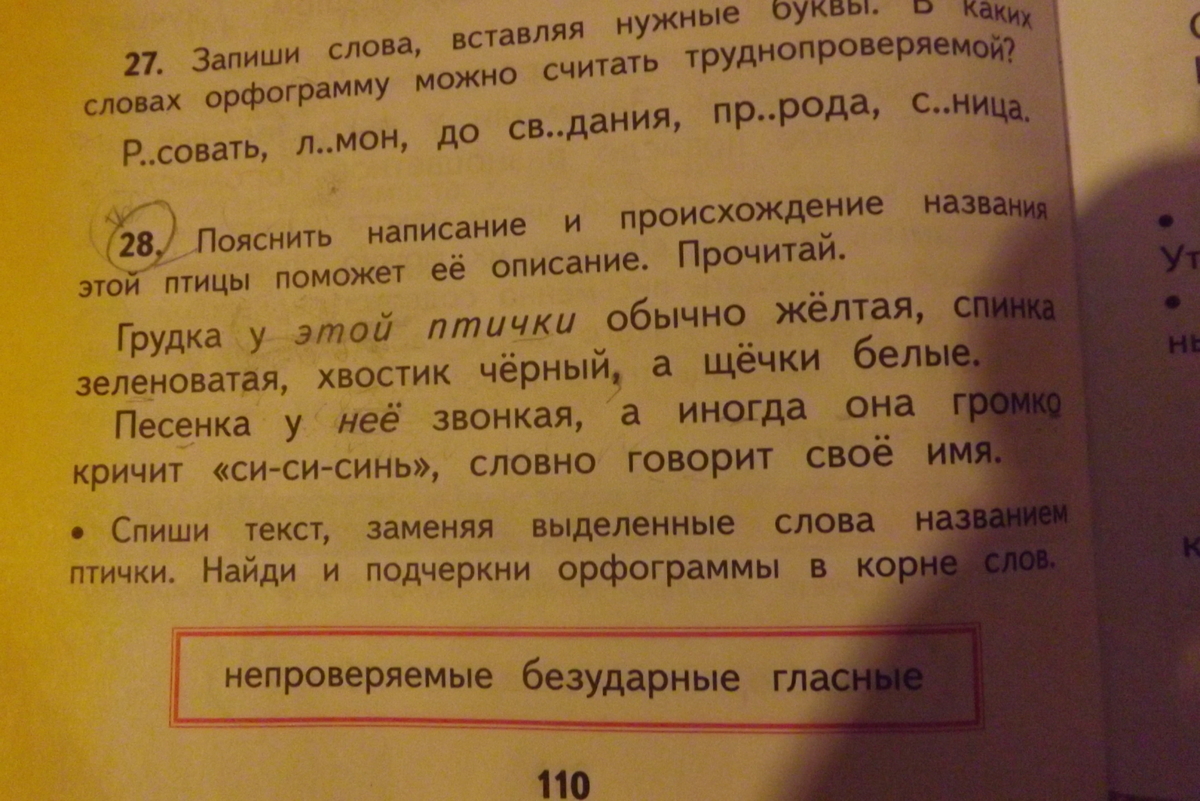 27. Запиши слова, вставляя нужные буквы. В каких
словах орфограмму можно считать труднопроверяемой?
Р..совать, л..мон, до св..дания, пр..рода, с..ница.
28. Пояснить написание и происхождение названия
этой птицы поможет её описание. Прочитай.
Грудка у этой птички обычно жёлтая, спинка
зеленоватая, хвостик чёрный, а щёчки белые.
Песенка у неё звонкая, а иногда она громко
кричит «си-си-синь», словно говорит своё имя.
• Спиши текст, заменяя выделенные слова названием
птички. Найди и подчеркни орфограммы в корне слов.
непроверяемые безударные гласные
110